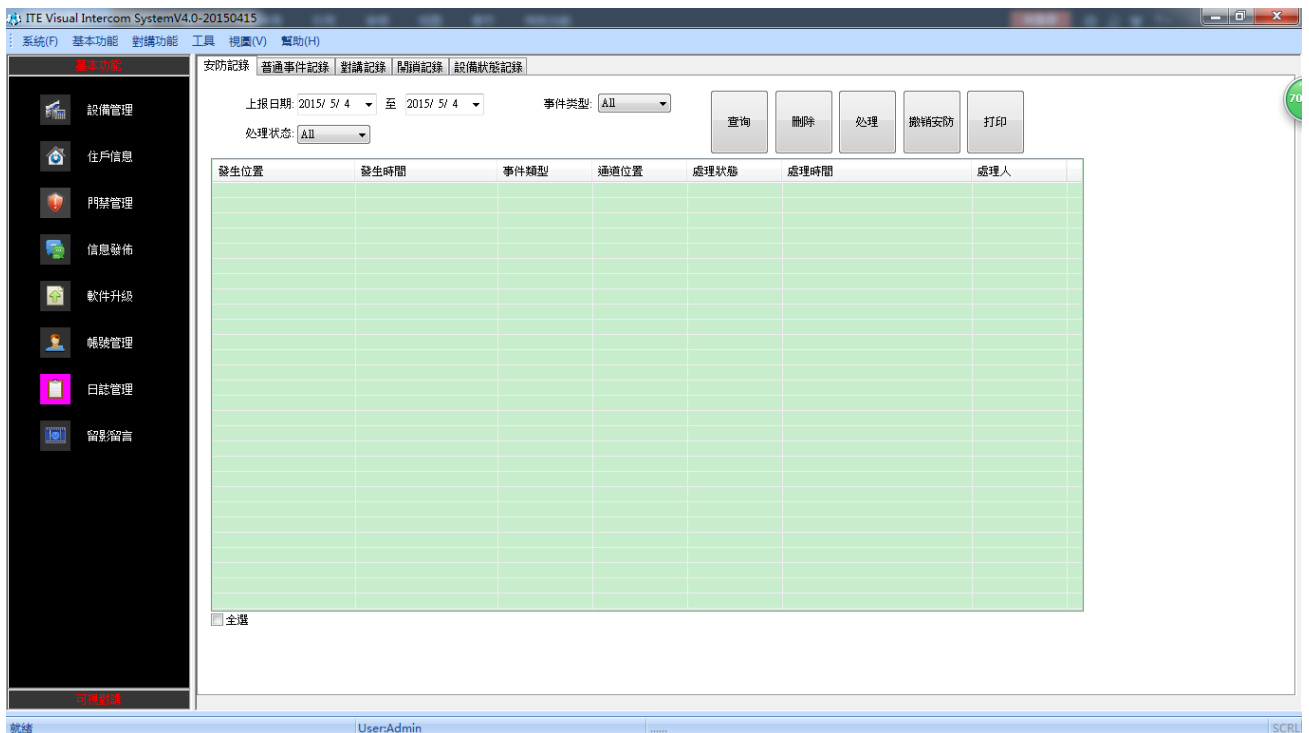 ITE Visual Intercom SystemV4.0-20150415
系统(F) 基本功能 對講功能 工具 視圖(V) 幫助(H)
基本功能
設備管理
住戶信息
門禁管理
信息發佈
軟件升級
帳號管理
日誌管理
留影留言
可視對講
安防記錄 普通事件記錄 對講記錄 開鎖記錄 設備狀態記錄
上报日期: 2015/ 5/ 4 至 2015/ 5/ 4 事件类型: All
处理状态: All
查询 删除 处理 撤销安防 打印
發生位置 發生時間 事件類型 通道位置 處理狀態 處理時間 處理人
全選
70
就绪 User:Admin ...... SCRL